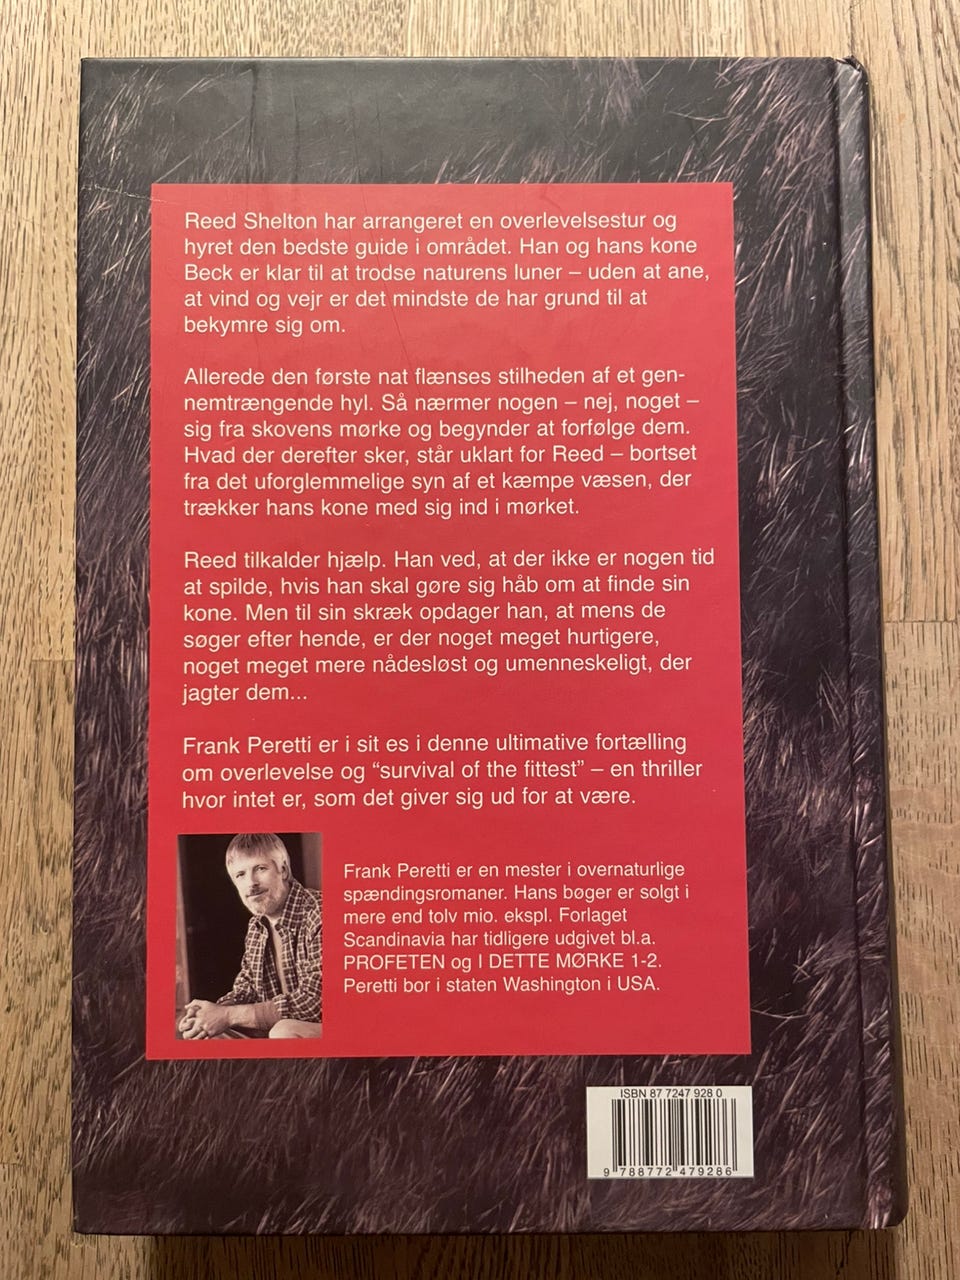 Reed Shelton har arrangeret en overlevelsestur og
hyret den bedste guide i området. Han og hans kone
Beck er klar til at trodse naturens luner – uden at ane,
at vind og vejr er det mindste de har grund til at
bekymre sig om.
Allerede den første nat flænses stilheden af et gen-
nemtrængende hyl. Så nærmer nogen – nej, noget –
sig fra skovens mørke og begynder at forfølge dem.
Hvad der derefter sker, står uklart for Reed – bortset
fra det uforglemmelige syn af et kæmpe væsen, der
trækker hans kone med sig ind i mørket.
Reed tilkalder hjælp. Han ved, at der ikke er nogen tid
at spilde, hvis han skal gøre sig håb om at finde sin
kone. Men til sin skræk opdager han, at mens de
søger efter hende, er der noget meget hurtigere,
noget meget mere nådesløst og umenneskeligt, der
jagter dem...
Frank Peretti er i sit es i denne ultimative fortælling
om overlevelse og “survival of the fittest” – en thriller
hvor intet er, som det giver sig ud for at være.
Frank Peretti er en mester i overnaturlige
spændingsromaner. Hans bøger er solgt i
mere end tolv mio. ekspl. Forlaget
Scandinavia har tidligere udgivet bl.a.
PROFETEN og I DETTE MØRKE 1-2.
Peretti bor i staten Washington i USA.
ISBN 87 7247 928 0
9 788772 479286